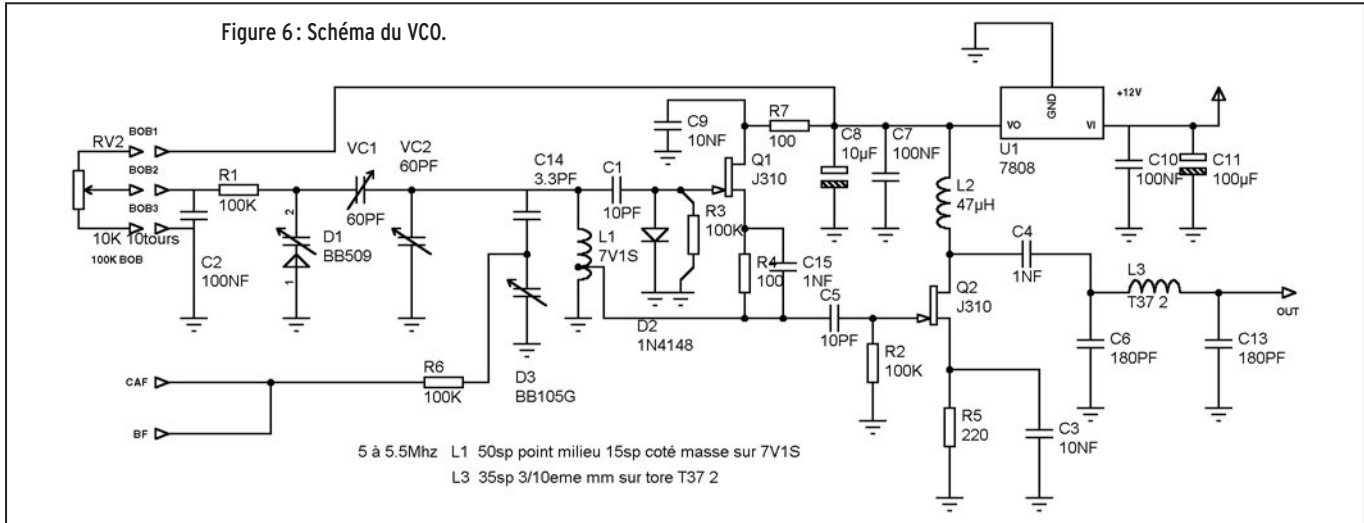 Figure 6 : Schéma du VCO.
RV2
BOB1
BOB2
BOB3
10K 10tours
100K BOB
C2
100NF
R1
100K
2
1
D1
BB509
VC1
60PF
VC2
60PF
C14
3.3PF
L1
7V1S
C1
10PF
D2
1N4148
R3
100K
C9
10NF
Q1
J310
R7
100
R4
100
C15
1NF
C5
10PF
R2
100K
C8
10µF
C7
100NF
L2
47µH
Q2
J310
R5
220
C3
10NF
GND
VO
VI
U1
7808
+12V
C10
100NF
C11
100µF
C4
1NF
L3
T37 2
C6
180PF
C13
180PF
OUT
CAF
BF
R6
100K
D3
BB105G
5 à 5.5Mhz L1 50sp point milieu 15sp coté masse sur 7V1S
L3 35sp 3/10eme mm sur tore T37 2